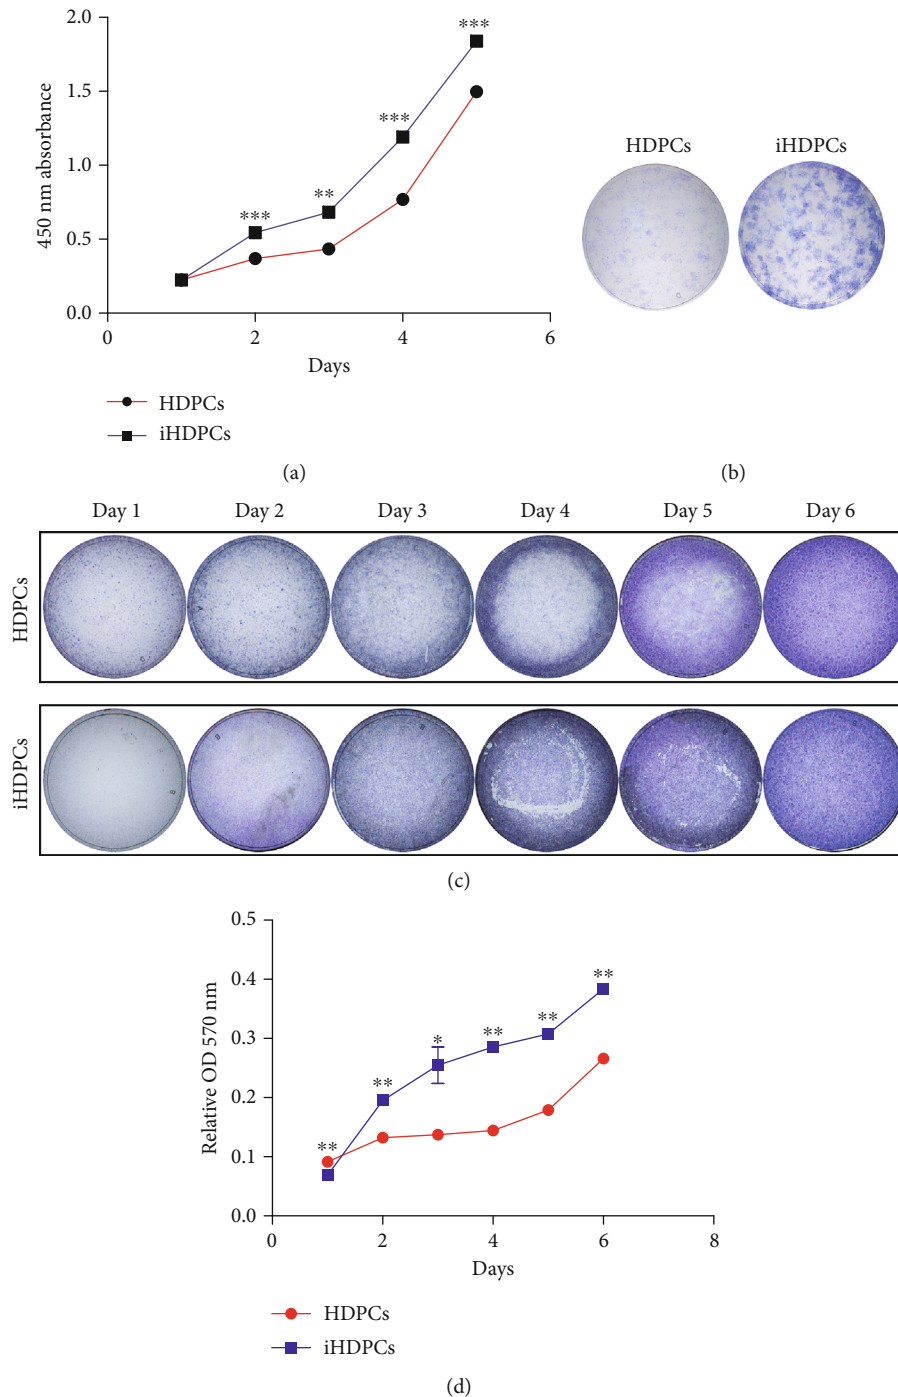 2.0
1.5
1.0
0.5
0.0
450 nm absorbance
***
**
***
***
0
2
4
6
Days
HDPCs
iHDPCs
(a)
HDPCs
iHDPCs
(b)
Day 1
Day 2
Day 3
Day 4
Day 5
Day 6
HDPCs
iHDPCs
(c)
0.5
0.4
0.3
0.2
0.1
0.0
Relative OD 570 nm
**
**
*
**
**
**
0
2
4
6
8
Days
HDPCs
iHDPCs
(d)